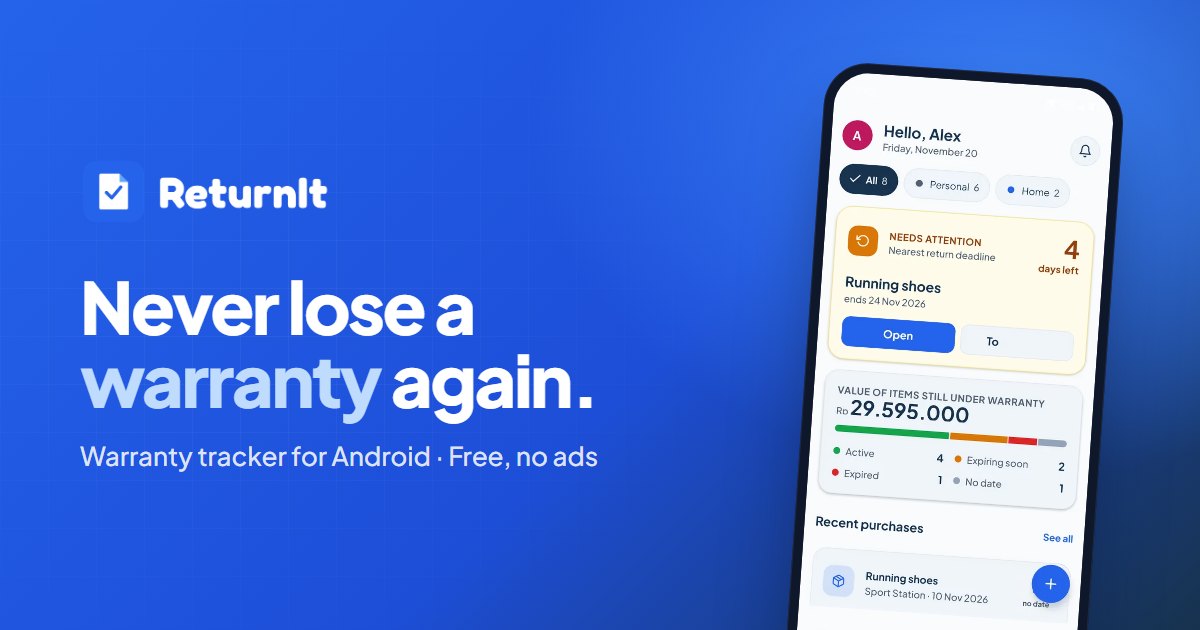 ReturnIt
Never lose a
warranty again.
Warranty tracker for Android · Free, no ads
A
Hello, Alex
Friday, November 20
All 8
Personal 6
Home 2
NEEDS ATTENTION
Nearest return deadline
4
days left
Running shoes
ends 24 Nov 2026
Open
To
VALUE OF ITEMS STILL UNDER WARRANTY
Rp 29.595.000
Active 4
Expiring soon 2
Expired 1
No date 1
Recent purchases
See all
Running shoes
Sport Station · 10 Nov 2026
no date